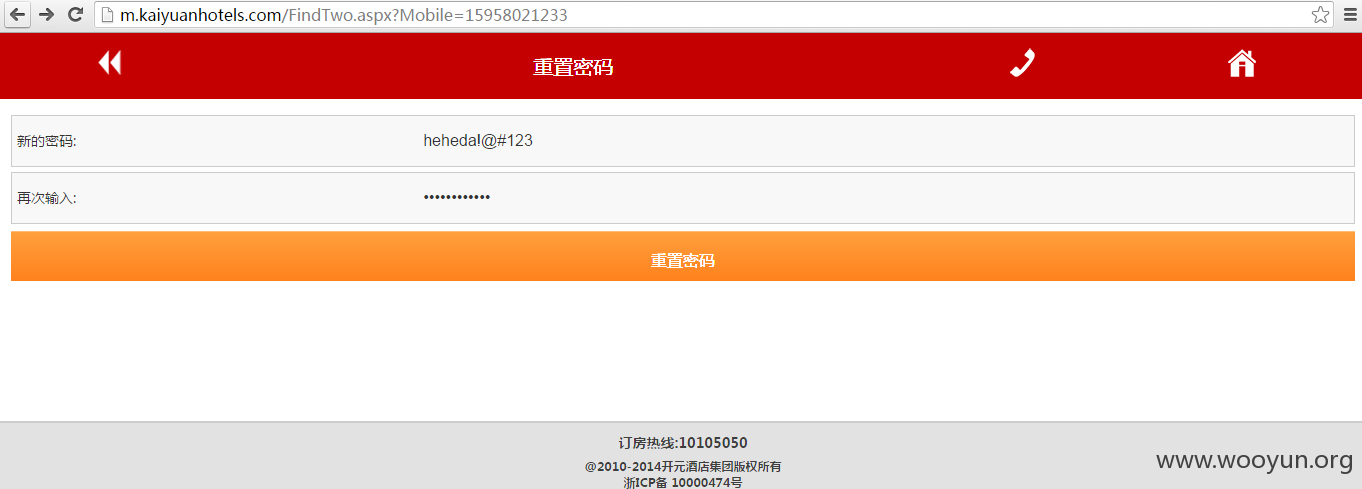 m.kaiyuanhotels.com/FindTwo.aspx?Mobile=15958021233
重置密码
新的密码: heheda!@#123
再次输入: ••••••••••••
重置密码
订房热线:10105050
@2010-2014开元酒店集团版权所有
浙ICP备 10000474号
www.wooyun.org